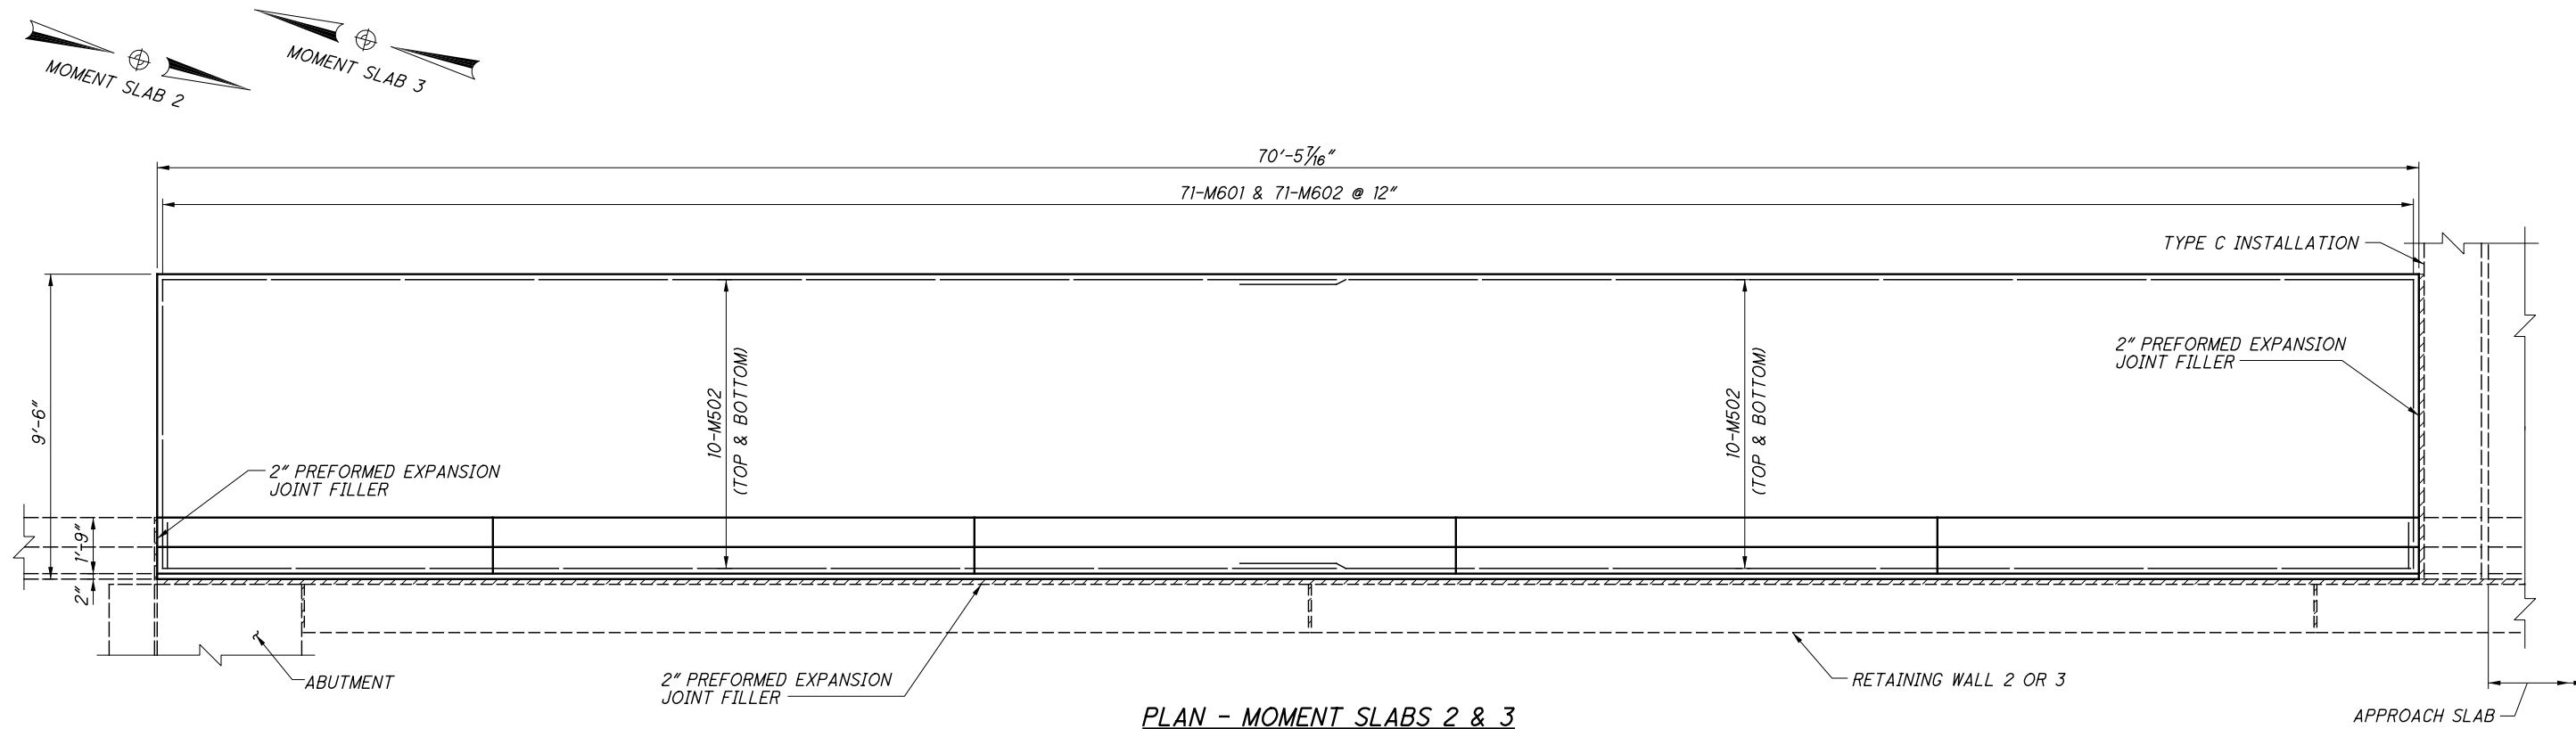 MOMENT SLAB 2
MOMENT SLAB 3
70'-5 7/16"
71-M601 & 71-M602 @ 12"
TYPE C INSTALLATION
2" PREFORMED EXPANSION
JOINT FILLER
9'-6"
10-M502
(TOP & BOTTOM)
10-M502
(TOP & BOTTOM)
2" PREFORMED EXPANSION
JOINT FILLER
1'-9"
2"
ABUTMENT
2" PREFORMED EXPANSION
JOINT FILLER
RETAINING WALL 2 OR 3
APPROACH SLAB
PLAN - MOMENT SLABS 2 & 3